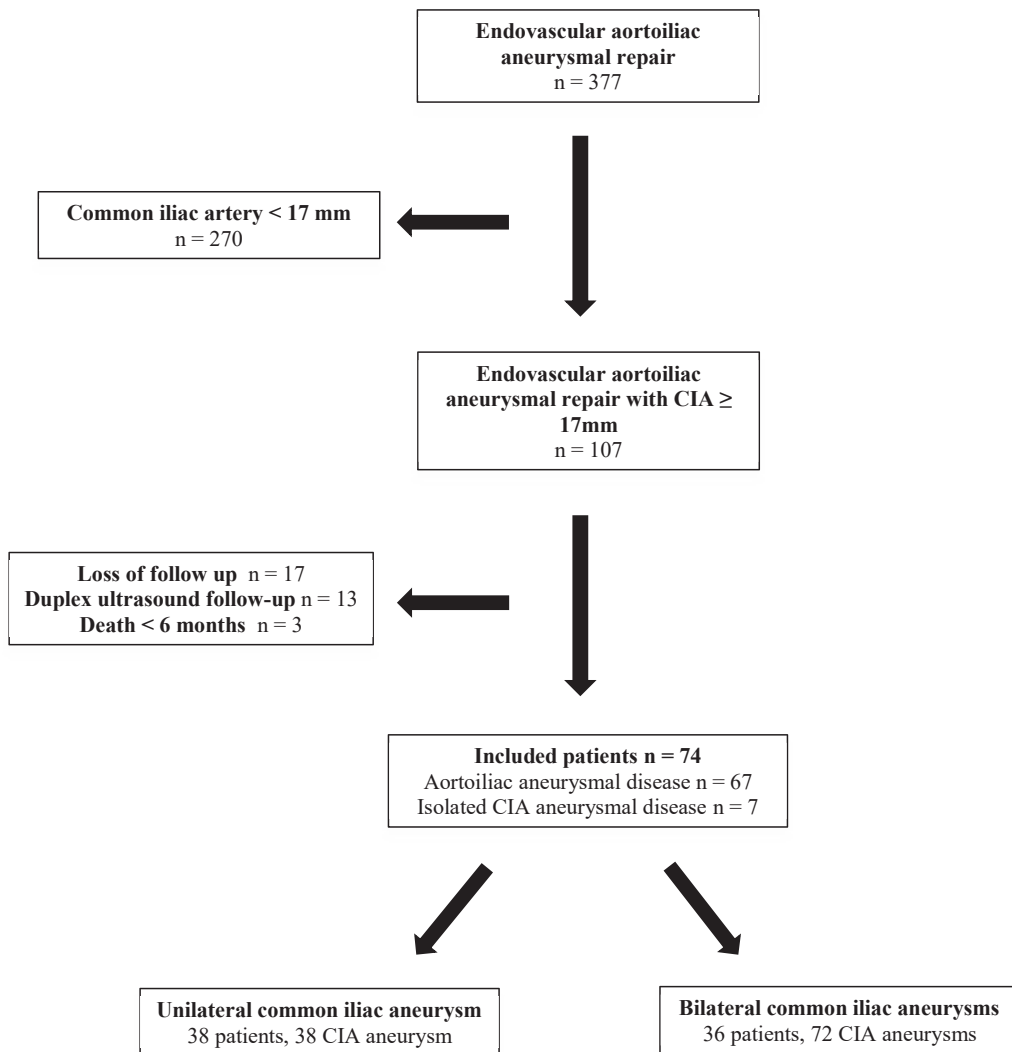 Endovascular aortoiliac
aneurysmal repair
n = 377
Common iliac artery < 17 mm
n = 270
Endovascular aortoiliac
aneurysmal repair with CIA ≥
17mm
n = 107
Loss of follow up n = 17
Duplex ultrasound follow-up n = 13
Death < 6 months n = 3
Included patients n = 74
Aortoiliac aneurysmal disease n = 67
Isolated CIA aneurysmal disease n = 7
Unilateral common iliac aneurysm
38 patients, 38 CIA aneurysm
Bilateral common iliac aneurysms
36 patients, 72 CIA aneurysms